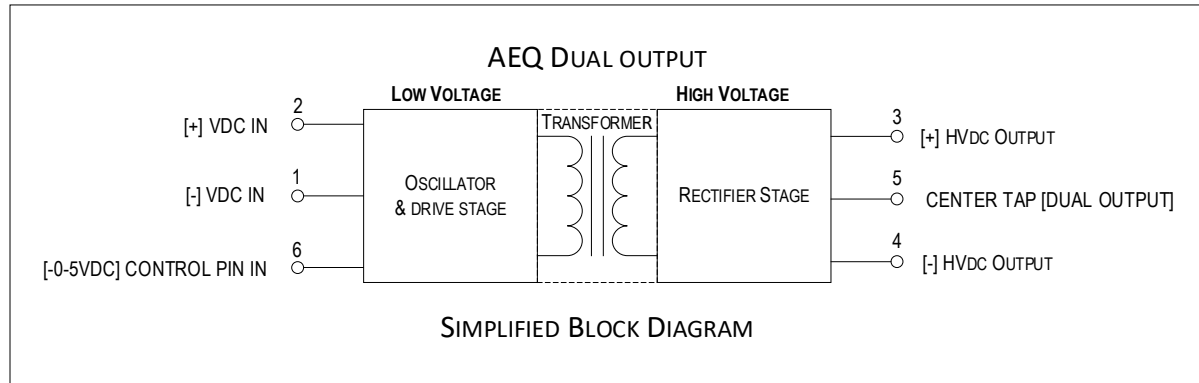 AEQ DUAL OUTPUT
LOW VOLTAGE
HIGH VOLTAGE
2
[+] VDC IN
1
[-] VDC IN
6
[-0-5VDC] CONTROL PIN IN
OSCILLATOR
& DRIVE STAGE
TRANSFORMER
RECTIFIER STAGE
3
[+] HVDC OUTPUT
5
CENTER TAP [DUAL OUTPUT]
4
[-] HVDC OUTPUT
SIMPLIFIED BLOCK DIAGRAM